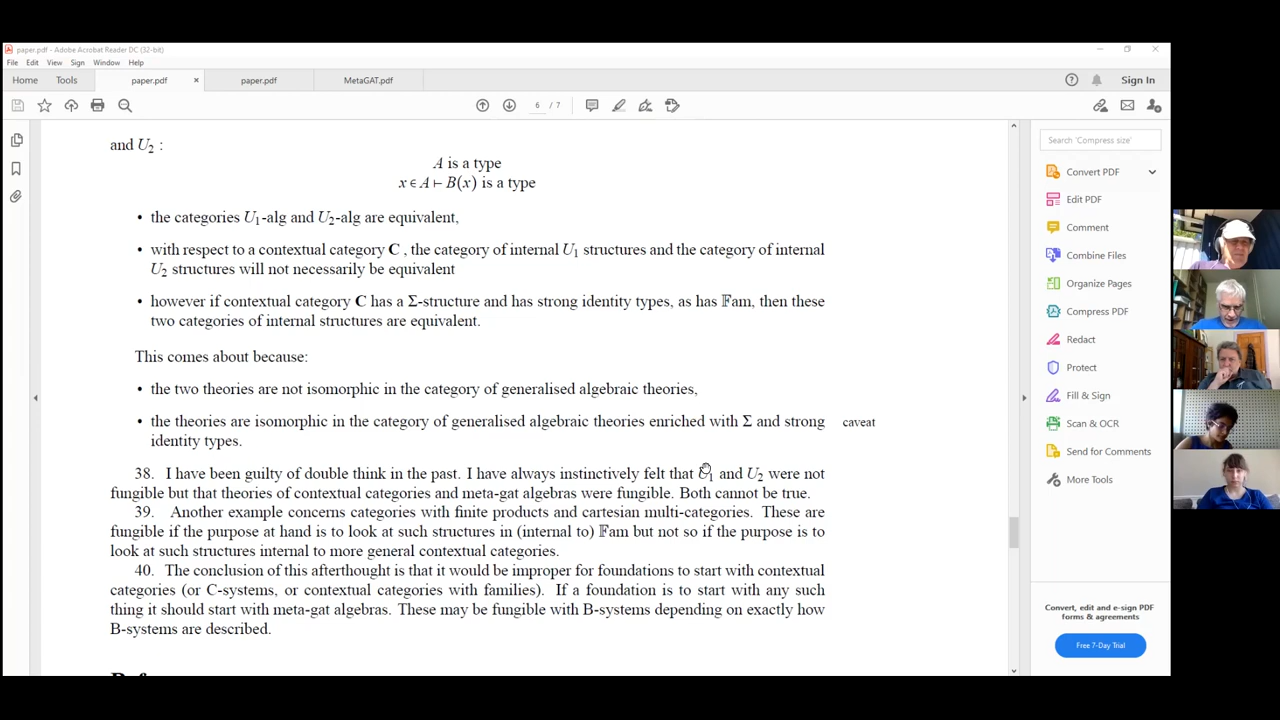 paper.pdf - Adobe Acrobat Reader DC (32-bit)
File Edit View Sign Window Help
Home Tools paper.pdf × paper.pdf MetaGAT.pdf Sign In
6 / 7
and U₂ :
A is a type
x ∈ A ⊢ B(x) is a type
• the categories U₁-alg and U₂-alg are equivalent,
• with respect to a contextual category C , the category of internal U₁ structures and the category of internal
U₂ structures will not necessarily be equivalent
• however if contextual category C has a Σ-structure and has strong identity types, as has 𝔽am, then these
two categories of internal structures are equivalent.
This comes about because:
• the two theories are not isomorphic in the category of generalised algebraic theories,
• the theories are isomorphic in the category of generalised algebraic theories enriched with Σ and strong
identity types.
caveat
38. I have been guilty of double think in the past. I have always instinctively felt that U₁ and U₂ were not
fungible but that theories of contextual categories and meta-gat algebras were fungible. Both cannot be true.
39. Another example concerns categories with finite products and cartesian multi-categories. These are
fungible if the purpose at hand is to look at such structures in (internal to) 𝔽am but not so if the purpose is to
look at such structures internal to more general contextual categories.
40. The conclusion of this afterthought is that it would be improper for foundations to start with contextual
categories (or C-systems, or contextual categories with families). If a foundation is to start with any such
thing it should start with meta-gat algebras. These may be fungible with B-systems depending on exactly how
B-systems are described.
Search 'Compress size'
Convert PDF
Edit PDF
Comment
Combine Files
Organize Pages
Compress PDF
Redact
Protect
Fill & Sign
Scan & OCR
Send for Comments
More Tools
Convert, edit and e-sign PDF
forms & agreements
Free 7-Day Trial